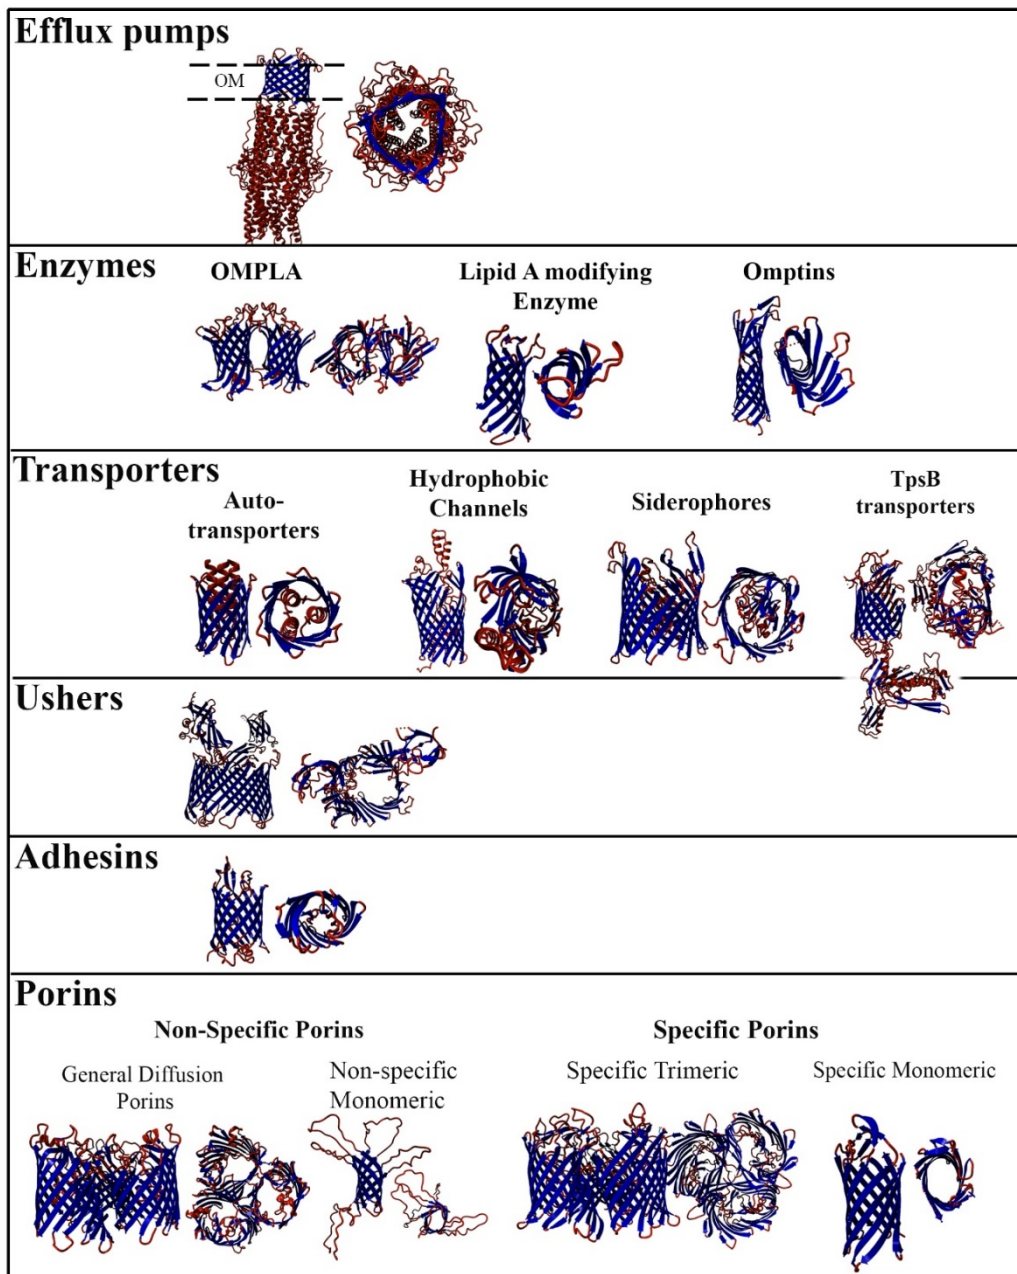 Efflux pumps
OM
Enzymes
OMPLA
Lipid A modifying
Enzyme
Omptins
Transporters
Auto-
transporters
Hydrophobic
Channels
Siderophores
TpsB
transporters
Ushers
Adhesins
Porins
Non-Specific Porins
Specific Porins
General Diffusion
Porins
Non-specific
Monomeric
Specific Trimeric
Specific Monomeric